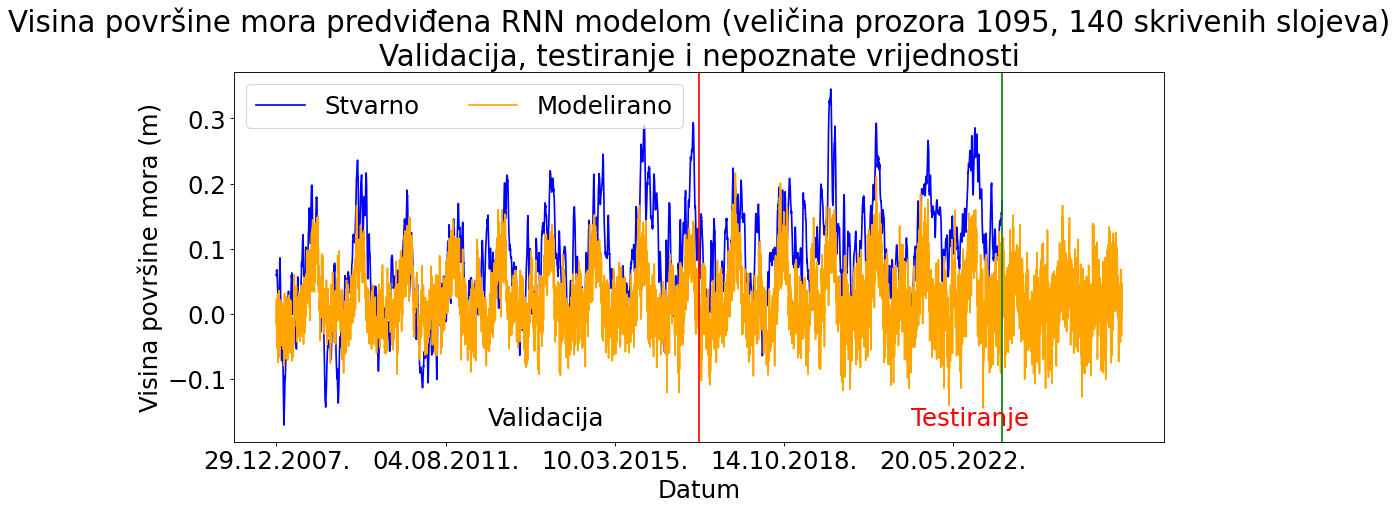 Visina površine mora predviđena RNN modelom (veličina prozora 1095, 140 skrivenih slojeva)
Validacija, testiranje i nepoznate vrijednosti
Stvarno
Modelirano
Visina površine mora (m)
0.3
0.2
0.1
0.0
−0.1
Validacija
Testiranje
29.12.2007.
04.08.2011.
10.03.2015.
14.10.2018.
20.05.2022.
Datum